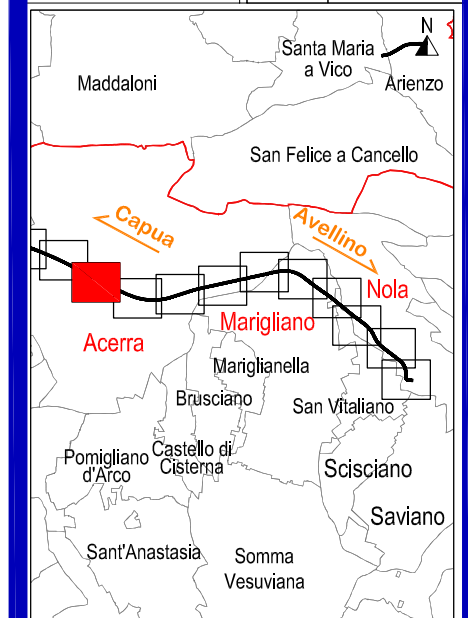 N
Santa Maria
a Vico
Maddaloni
Arienzo
San Felice a Cancello
Capua
Avellino
Nola
Marigliano
Acerra
Mariglianella
Brusciano
San Vitaliano
Castello di
Cisterna
Pomigliano
d'Arco
Scisciano
Saviano
Sant'Anastasia
Somma
Vesuviana